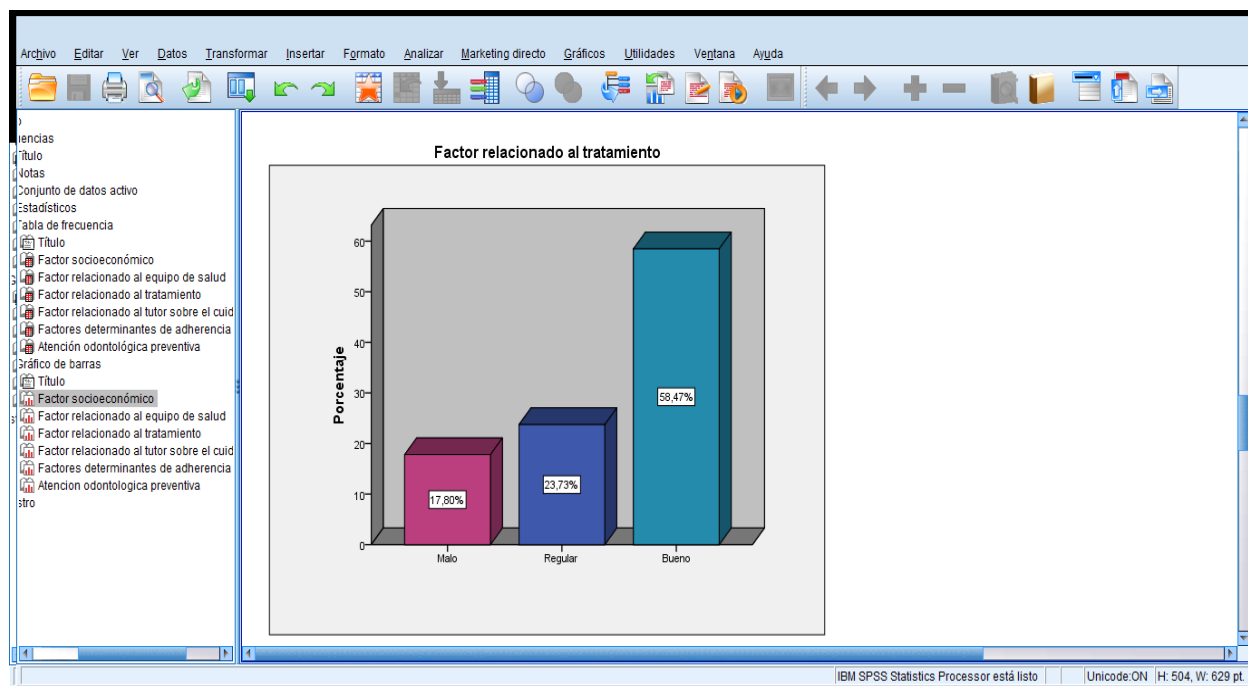 Archivo Editar Ver Datos Transformar Insertar Formato Analizar Marketing directo Gráficos Utilidades Ventana Ayuda
Título
Notas
Conjunto de datos activo
Estadísticos
Tabla de frecuencia
Título
Factor socioeconómico
Factor relacionado al equipo de salud
Factor relacionado al tratamiento
Factor relacionado al tutor sobre el cuid
Factores determinantes de adherencia
Atención odontológica preventiva
Gráfico de barras
Título
Factor socioeconómico
Factor relacionado al equipo de salud
Factor relacionado al tratamiento
Factor relacionado al tutor sobre el cuid
Factores determinantes de adherencia
Atencion odontologica preventiva
Factor relacionado al tratamiento
Porcentaje
60
50
40
30
20
10
0
17,80%
23,73%
58,47%
Malo Regular Bueno
IBM SPSS Statistics Processor está listo Unicode:ON H: 504, W: 629 pt.